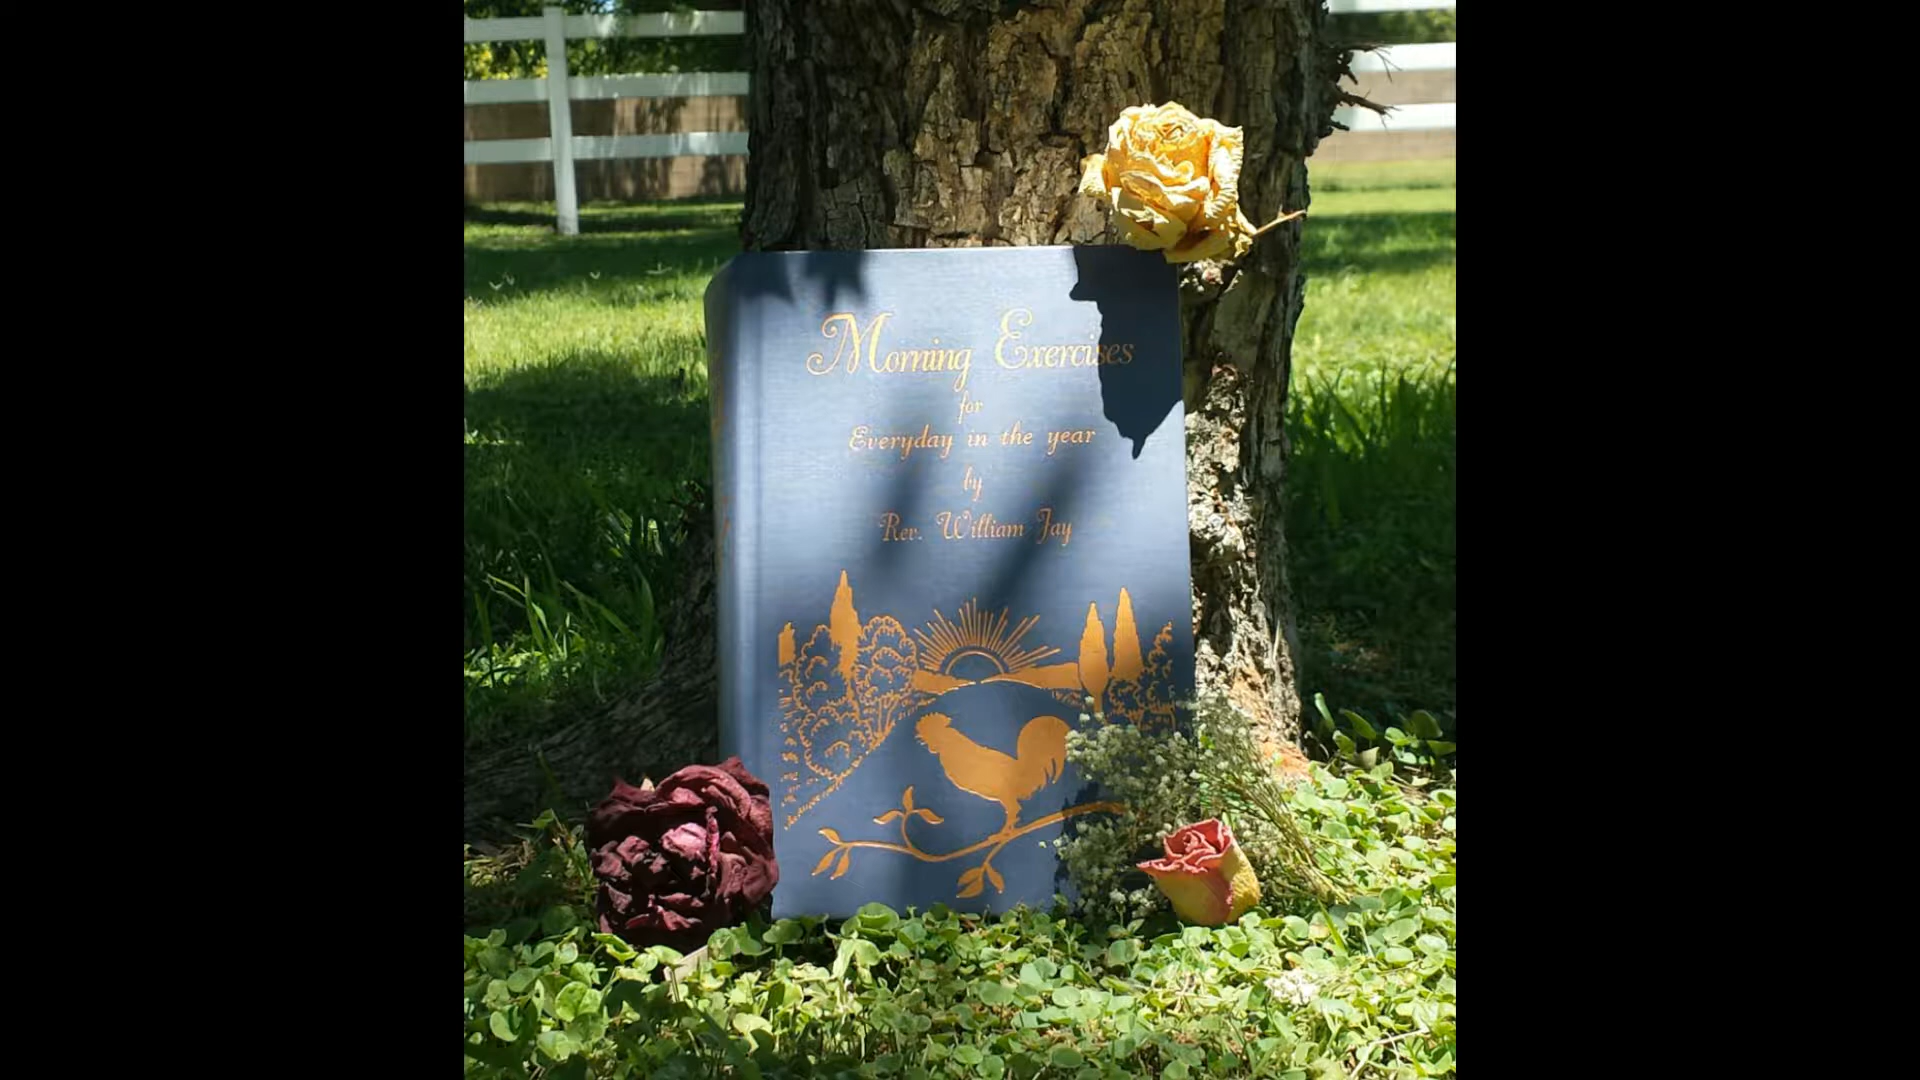 Morning Exercises
for
Everyday in the year
by
Rev. William Jay